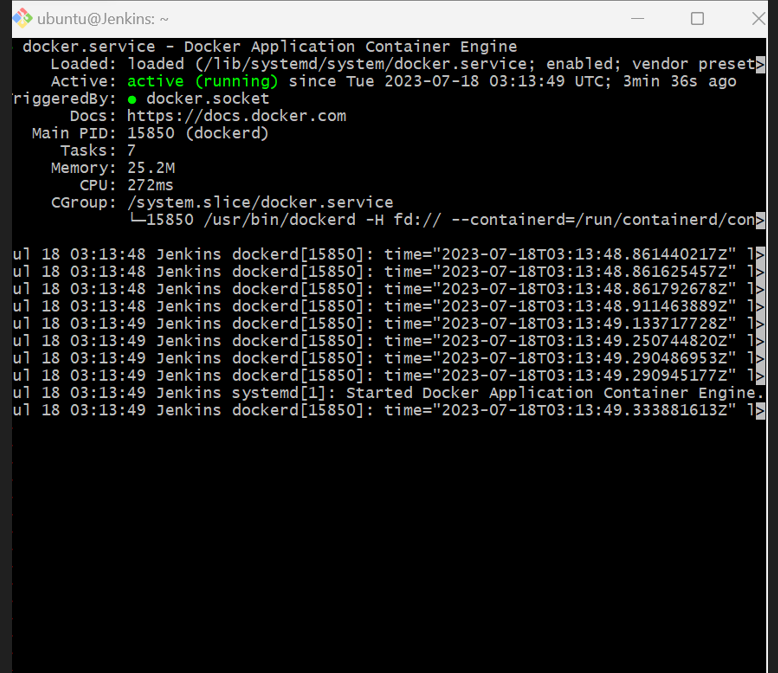 ubuntu@Jenkins: ~
docker.service - Docker Application Container Engine
Loaded: loaded (/lib/systemd/system/docker.service; enabled; vendor preset>
Active: active (running) since Tue 2023-07-18 03:13:49 UTC; 3min 36s ago
riggeredBy: ● docker.socket
Docs: https://docs.docker.com
Main PID: 15850 (dockerd)
Tasks: 7
Memory: 25.2M
CPU: 272ms
CGroup: /system.slice/docker.service
└─15850 /usr/bin/dockerd -H fd:// --containerd=/run/containerd/con>
ul 18 03:13:48 Jenkins dockerd[15850]: time="2023-07-18T03:13:48.861440217Z" l>
ul 18 03:13:48 Jenkins dockerd[15850]: time="2023-07-18T03:13:48.861625457Z" l>
ul 18 03:13:48 Jenkins dockerd[15850]: time="2023-07-18T03:13:48.861792678Z" l>
ul 18 03:13:48 Jenkins dockerd[15850]: time="2023-07-18T03:13:48.911463889Z" l>
ul 18 03:13:49 Jenkins dockerd[15850]: time="2023-07-18T03:13:49.133717728Z" l>
ul 18 03:13:49 Jenkins dockerd[15850]: time="2023-07-18T03:13:49.250744820Z" l>
ul 18 03:13:49 Jenkins dockerd[15850]: time="2023-07-18T03:13:49.290486953Z" l>
ul 18 03:13:49 Jenkins dockerd[15850]: time="2023-07-18T03:13:49.290945177Z" l>
ul 18 03:13:49 Jenkins systemd[1]: Started Docker Application Container Engine.
ul 18 03:13:49 Jenkins dockerd[15850]: time="2023-07-18T03:13:49.333881613Z" l>